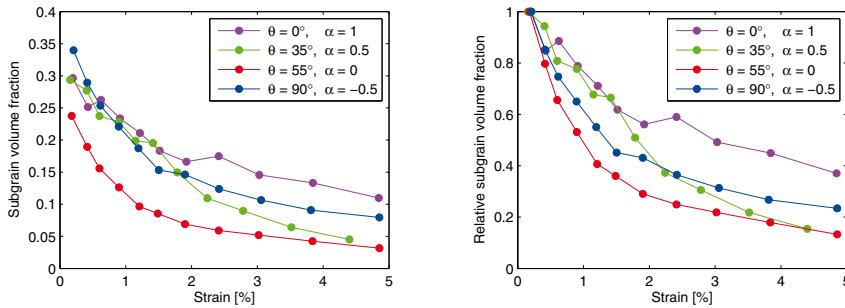 0.4
0.35
0.3
0.25
0.2
0.15
0.1
0.05
0
Subgrain volume fraction
θ = 0°, α = 1
θ = 35°, α = 0.5
θ = 55°, α = 0
θ = 90°, α = −0.5
0 1 2 3 4 5
Strain [%]
1
0.8
0.6
0.4
0.2
0
Relative subgrain volume fraction
θ = 0°, α = 1
θ = 35°, α = 0.5
θ = 55°, α = 0
θ = 90°, α = −0.5
0 1 2 3 4 5
Strain [%]